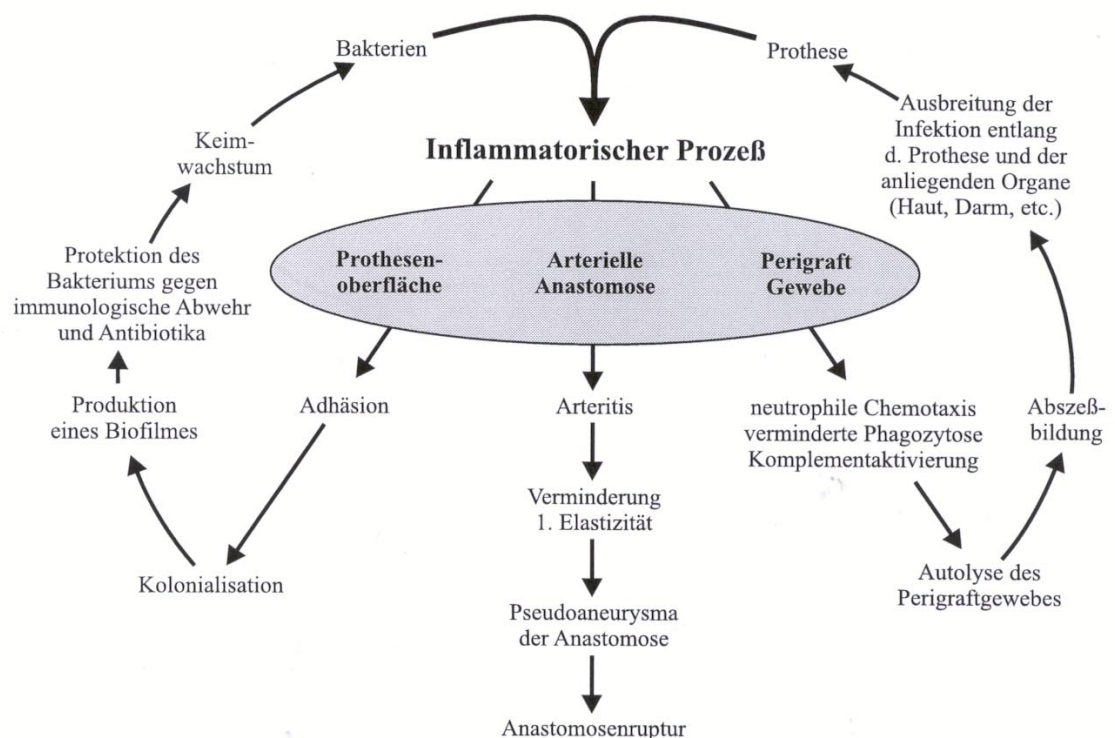 Bakterien
Prothese
Inflammatorischer Prozeß
Keim-
wachstum
Ausbreitung der
Infektion entlang
d. Prothese und der
anliegenden Organe
(Haut, Darm, etc.)
Protektion des
Bakteriums gegen
immunologische Abwehr
und Antibiotika
Prothesen-
oberfläche
Arterielle
Anastomose
Perigraft
Gewebe
Produktion
eines Biofilmes
Adhäsion
Arteritis
neutrophile Chemotaxis
verminderte Phagozytose
Komplementaktivierung
Abszeß-
bildung
Verminderung
1. Elastizität
Kolonialisation
Autolyse des
Perigraftgewebes
Pseudoaneurysma
der Anastomose
Anastomosenruptur